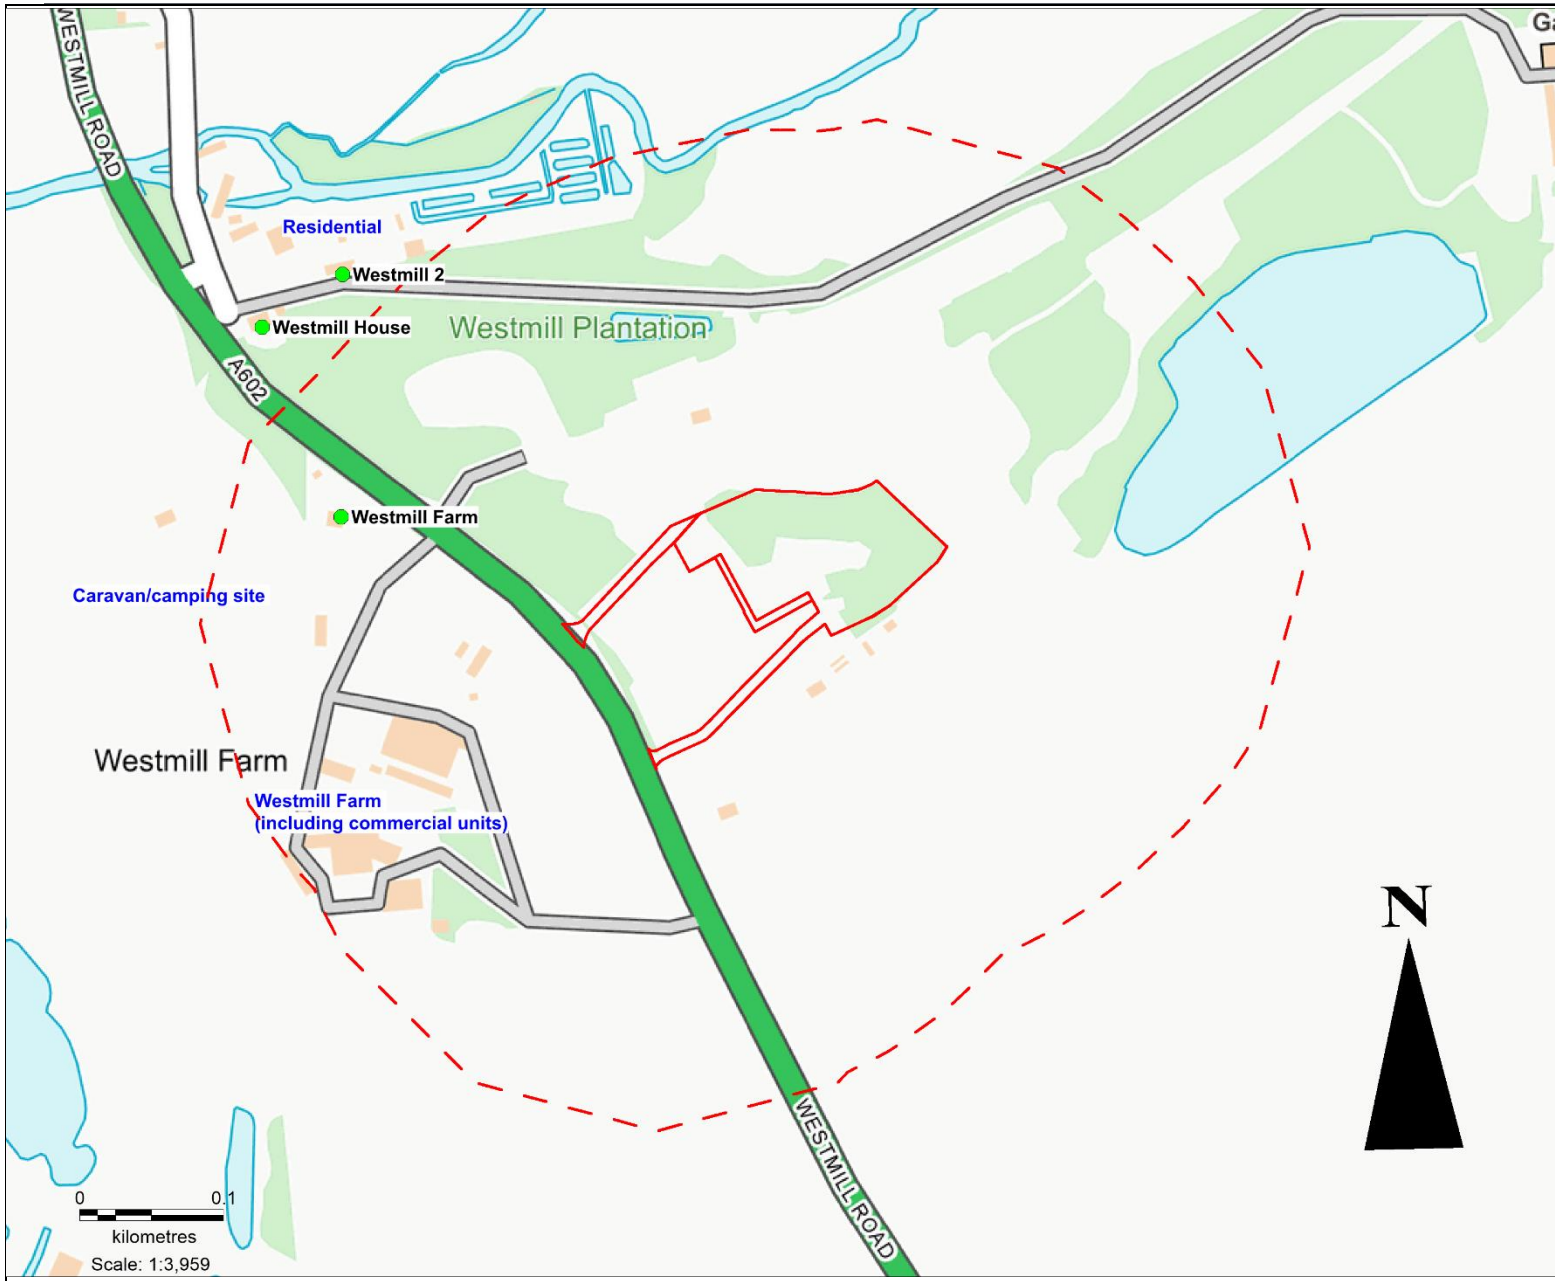 WESTMILL ROAD
Residential
Westmill 2
Westmill House
Westmill Plantation
A602
Westmill Farm
Caravan/camping site
Westmill Farm
Westmill Farm
(including commercial units)
N
WESTMILL ROAD
0 0.1
kilometres
Scale: 1:3,959